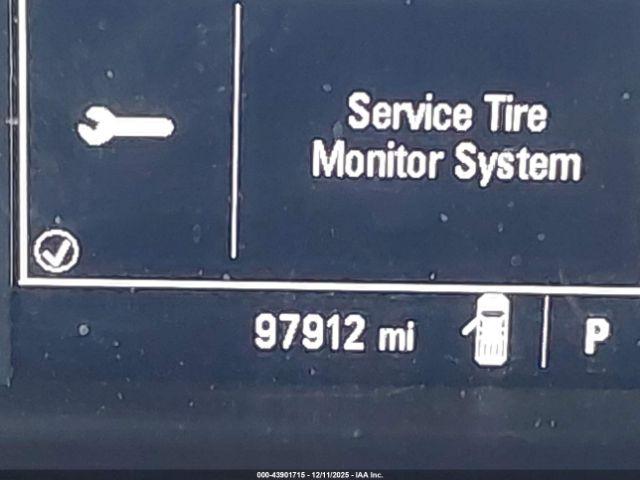 Service Tire
Monitor System
97912 mi
P
000-43901715 - 12/11/2025 - IAA Inc.